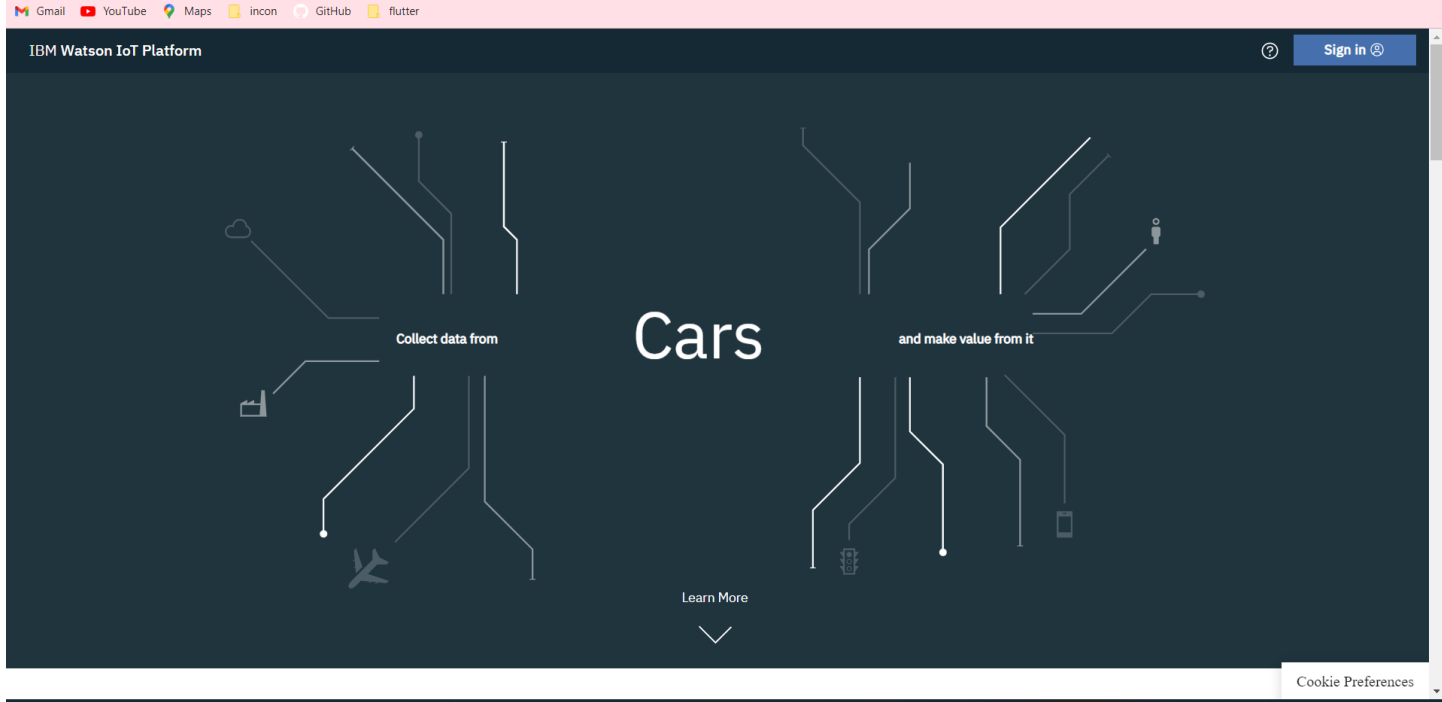 Gmail YouTube Maps incon GitHub flutter
IBM Watson IoT Platform
Sign in
Collect data from
Cars
and make value from it
Learn More
Cookie Preferences